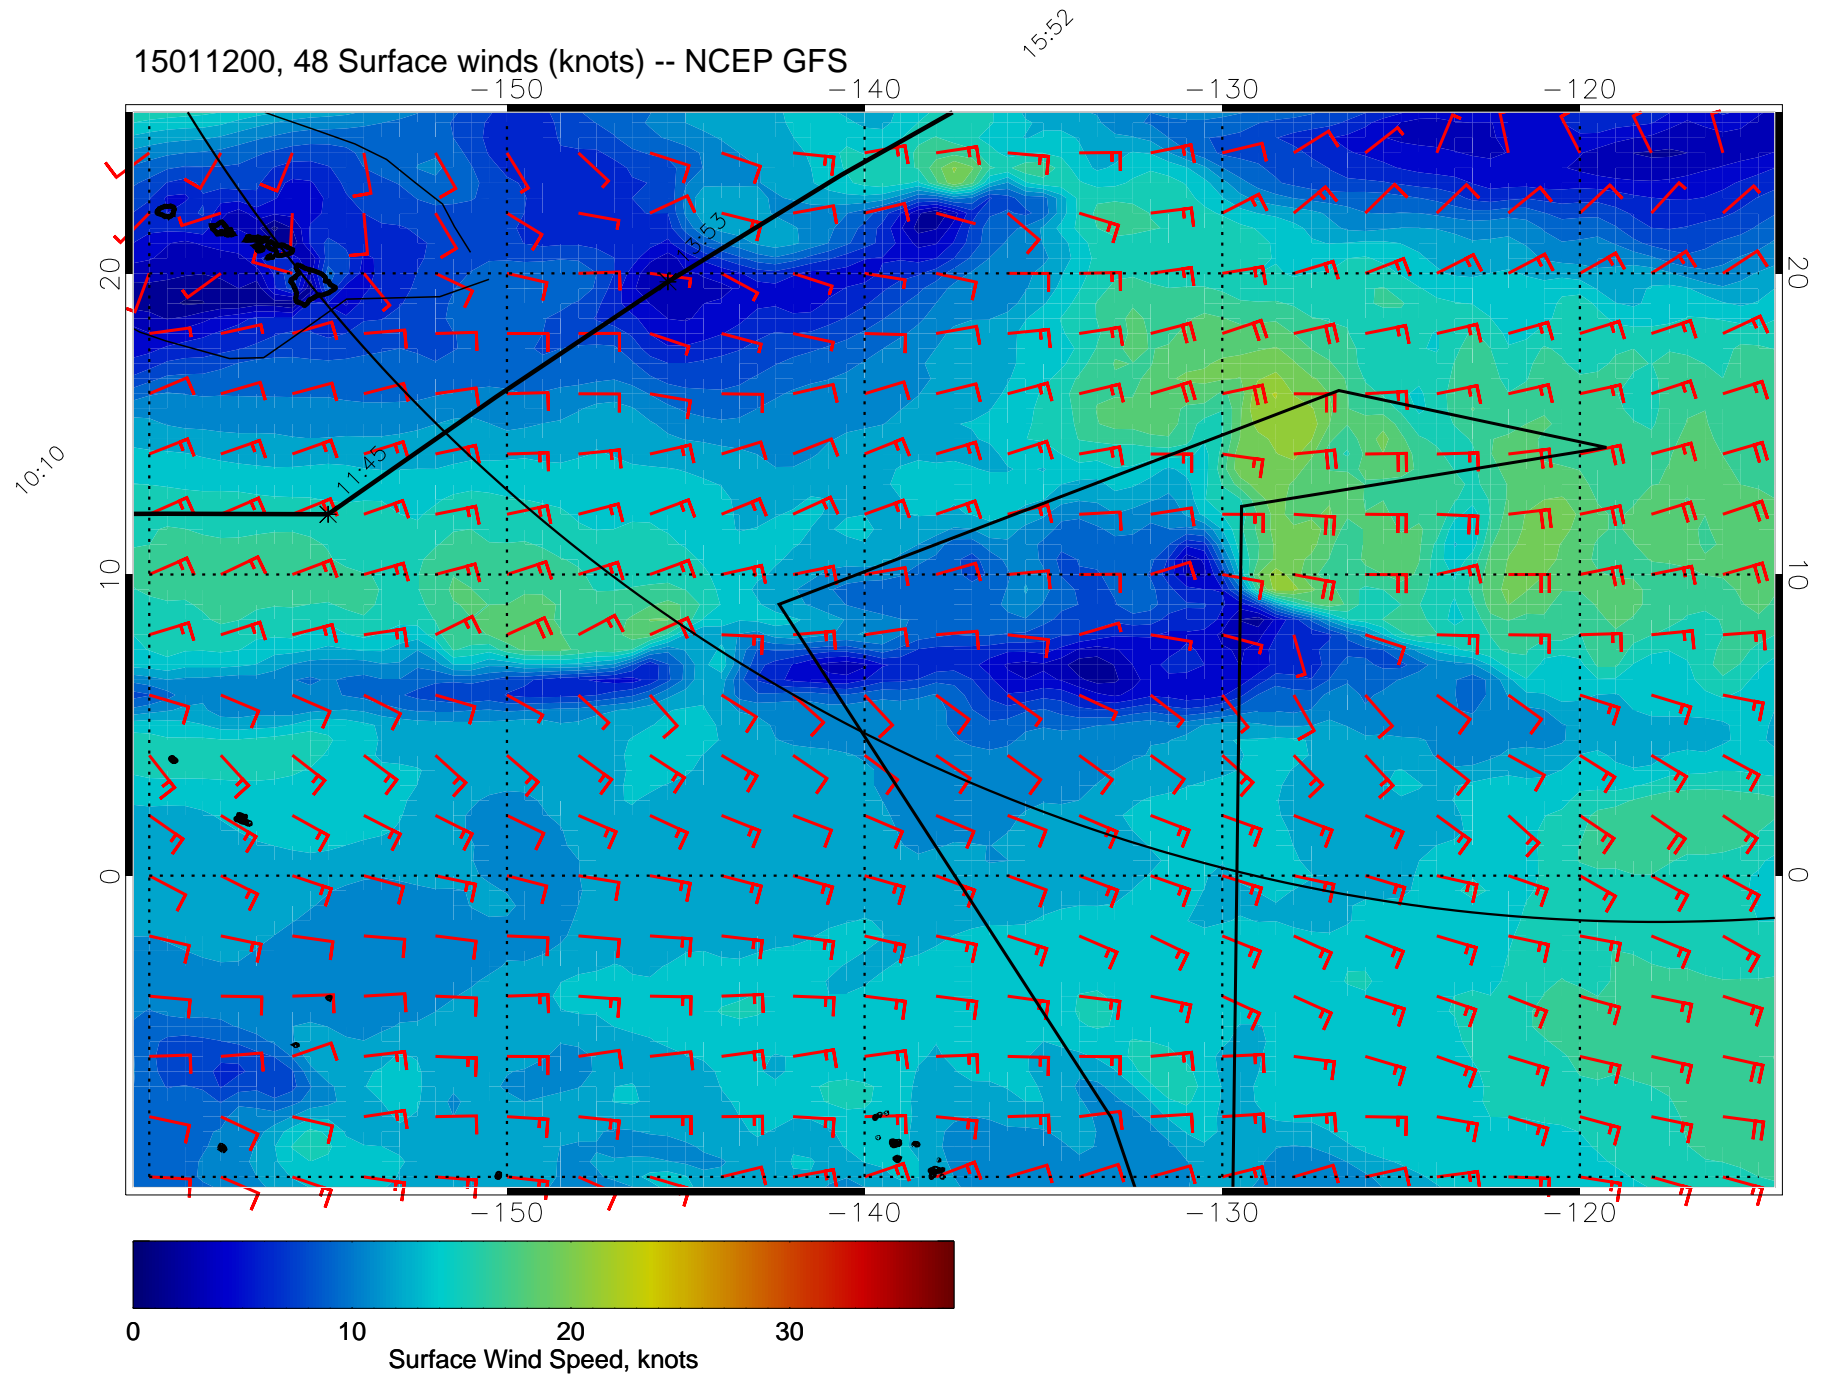 15:52
15011200, 48 Surface winds (knots) -- NCEP GFS
-150 -140 -130 -120
13:53
20 20
11:45
10:10
10 10
0 0
-150 -140 -130 -120
0 10 20 30
Surface Wind Speed, knots